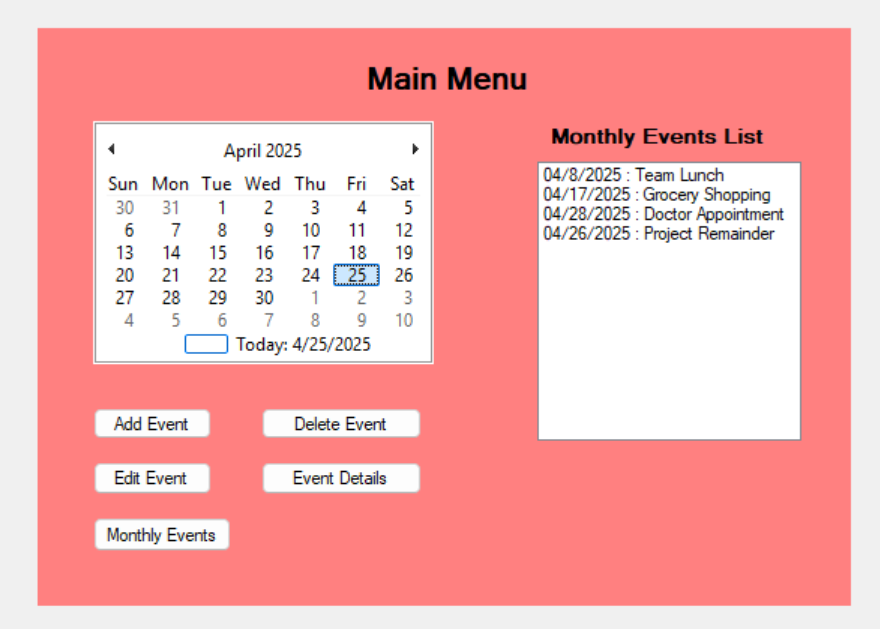 Main Menu
April 2025
Sun Mon Tue Wed Thu Fri Sat
30 31 1 2 3 4 5
6 7 8 9 10 11 12
13 14 15 16 17 18 19
20 21 22 23 24 25 26
27 28 29 30 1 2 3
4 5 6 7 8 9 10
Today: 4/25/2025
Monthly Events List
04/8/2025 : Team Lunch
04/17/2025 : Grocery Shopping
04/28/2025 : Doctor Appointment
04/26/2025 : Project Remainder
Add Event
Delete Event
Edit Event
Event Details
Monthly Events